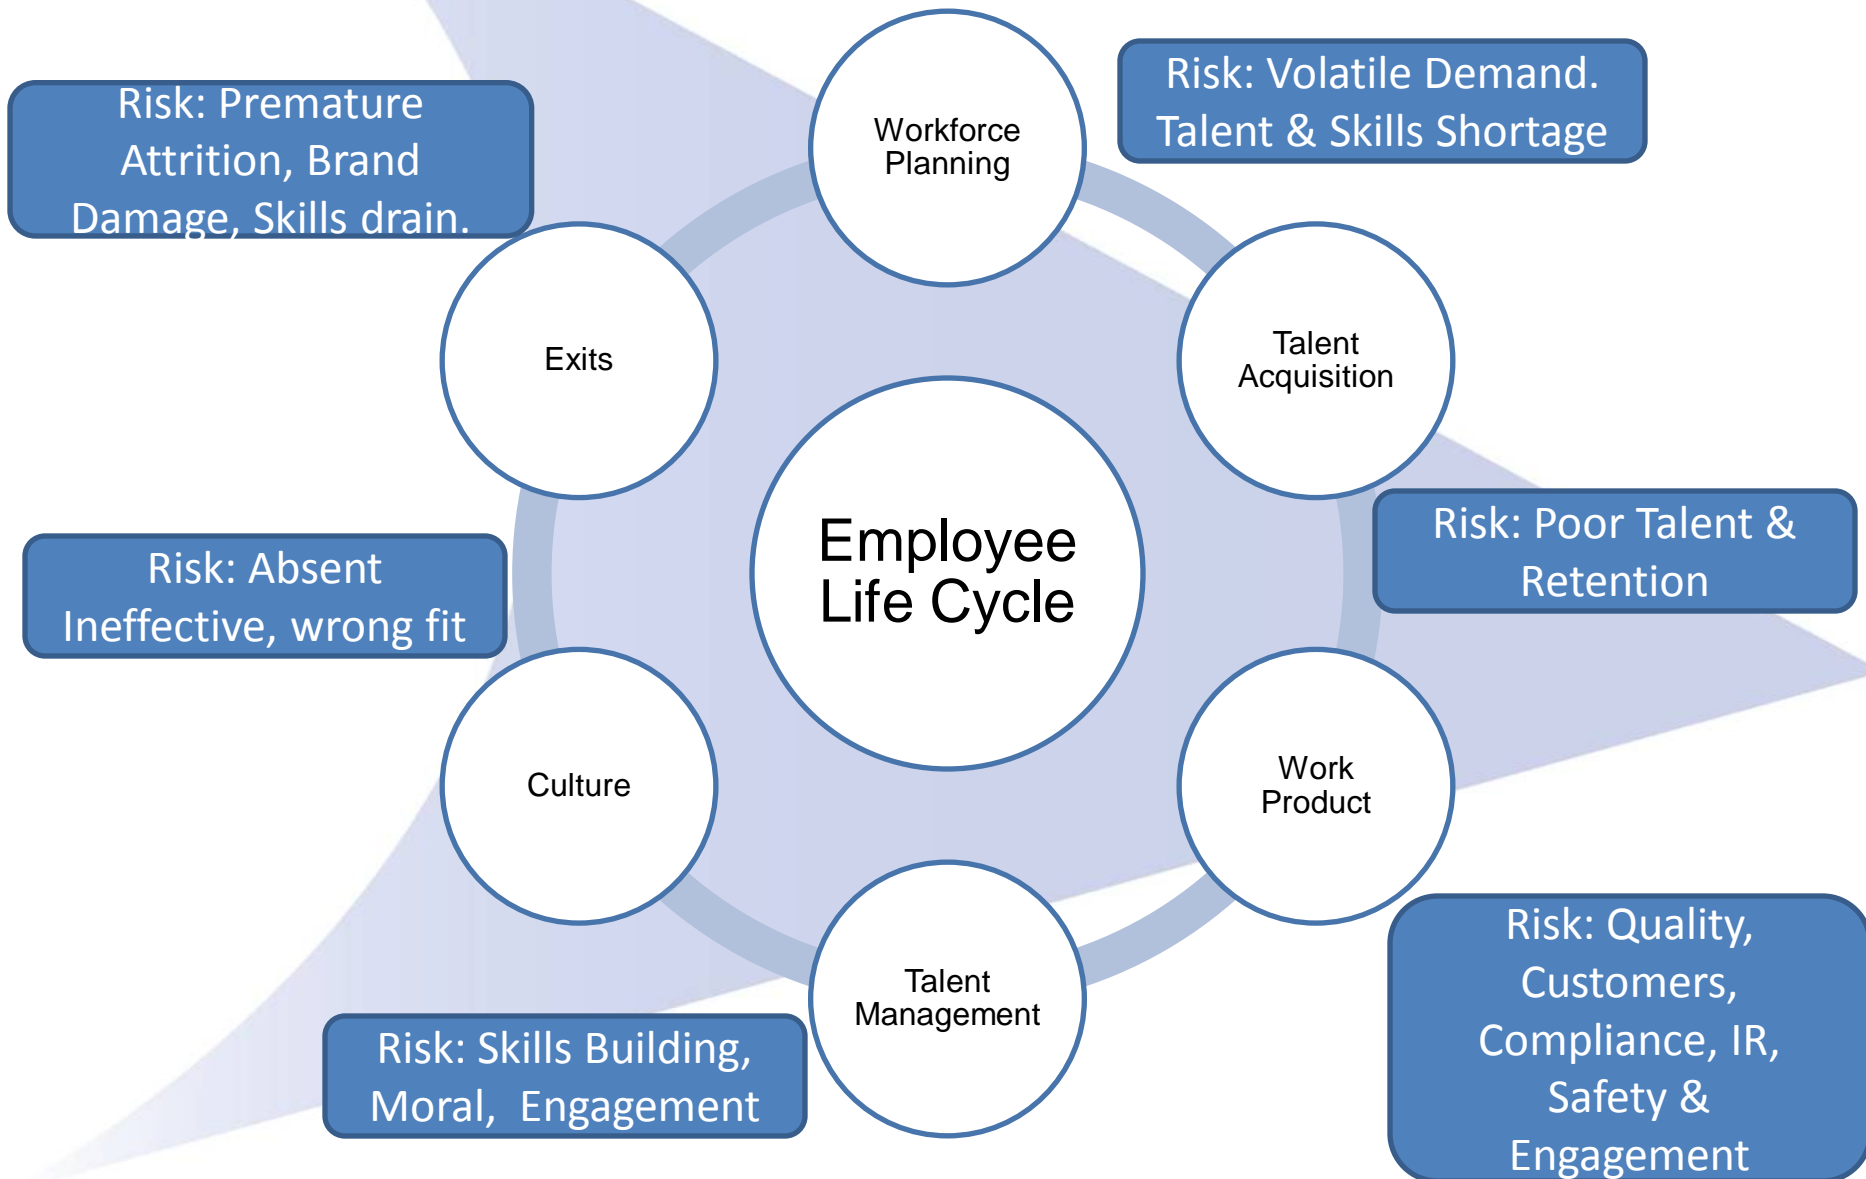 Risk: Premature
Attrition, Brand
Damage, Skills drain.
Workforce
Planning
Risk: Volatile Demand.
Talent & Skills Shortage
Exits
Talent
Acquisition
Employee
Life Cycle
Risk: Absent
Ineffective, wrong fit
Risk: Poor Talent &
Retention
Culture
Work
Product
Talent
Management
Risk: Skills Building,
Moral,  Engagement
Risk: Quality,
Customers,
Compliance, IR,
Safety &
Engagement